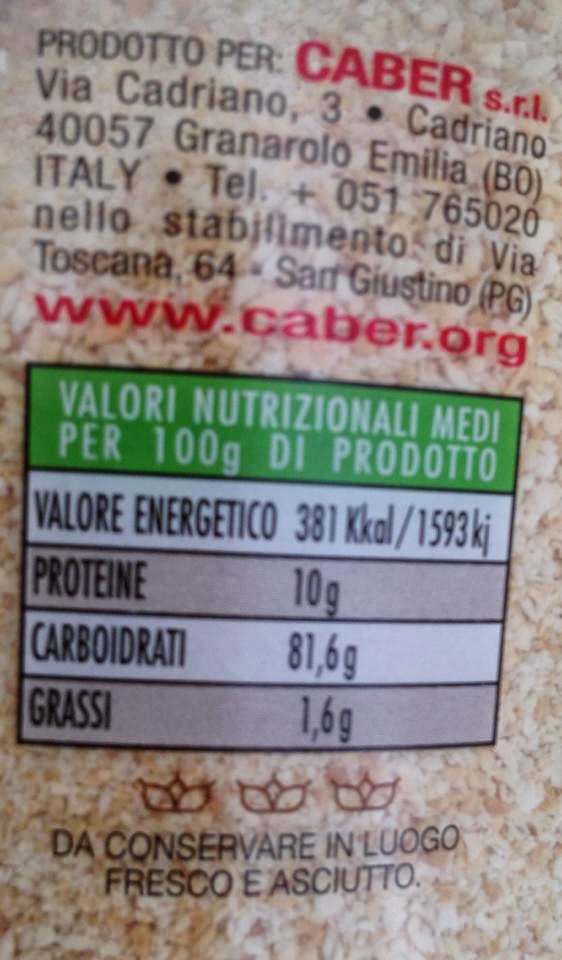 PRODOTTO PER: CABER s.r.l.
Via Cadriano, 3 • Cadriano
40057 Granarolo Emilia (BO)
ITALY • Tel. + 051 765020
nello stabilimento di Via
Toscana, 64 - San Giustino (PG)
www.caber.org
VALORI NUTRIZIONALI MEDI
PER 100g DI PRODOTTO
VALORE ENERGETICO 381 Kkal/1593kj
PROTEINE 10g
CARBOIDRATI 81,6g
GRASSI 1,6g
DA CONSERVARE IN LUOGO
FRESCO E ASCIUTTO.